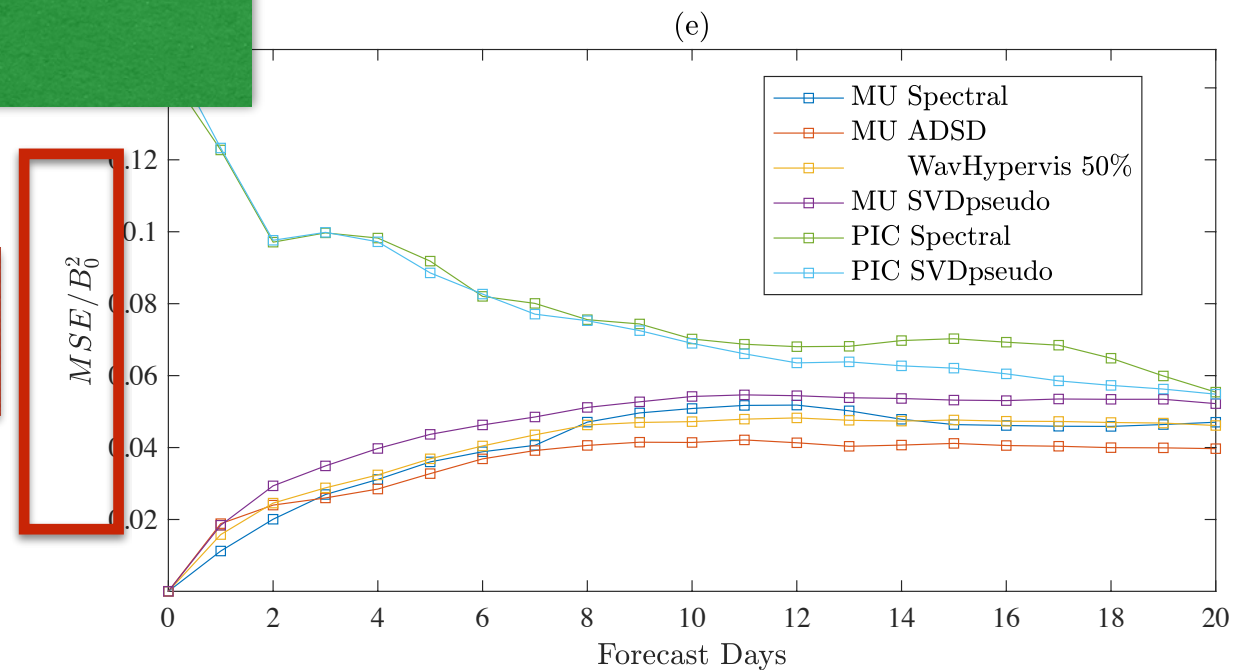 (e)
MU Spectral
MU ADSD
WavHypervis 50%
MU SVDpseudo
PIC Spectral
PIC SVDpseudo
0.12
0.1
0.08
0.06
0.04
0.02
MSE/B₀²
0 2 4 6 8 10 12 14 16 18 20
Forecast Days